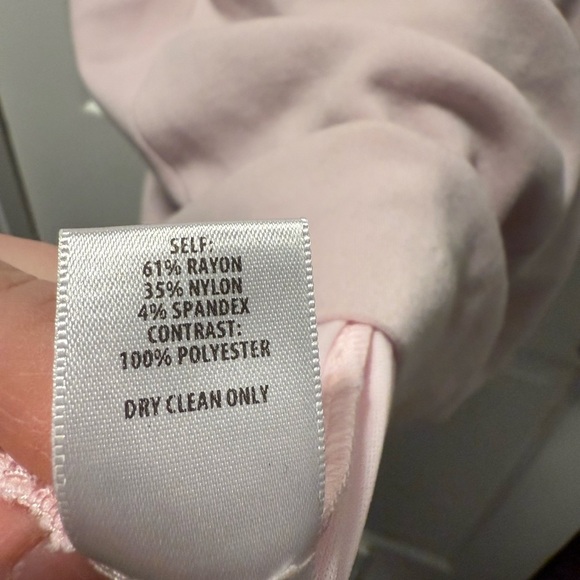 SELF:
61% RAYON
35% NYLON
4% SPANDEX
CONTRAST:
100% POLYESTER
DRY CLEAN ONLY